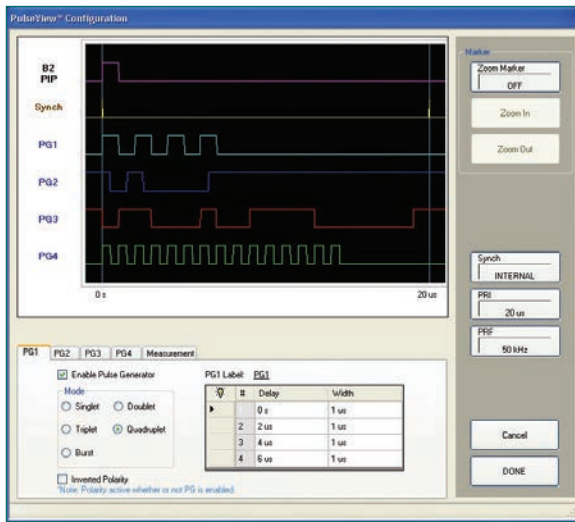 PulseView™ Configuration
B2
PIP
Synch
PG1
PG2
PG3
PG4
0 s
20 us
Marker
Zoom Marker
OFF
Zoom In
Zoom Out
Synch
INTERNAL
PRI
20 us
PRF
50 kHz
Cancel
DONE
PG1 PG2 PG3 PG4 Measurement
Enable Pulse Generator
Mode
Singlet Doublet
Triplet Quadruplet
Burst
Inverted Polarity
*Note: Polarity active whether or not PG is enabled
PG1 Label: PG1
# Delay Width
0 s 1 us
2 2 us 1 us
3 4 us 1 us
4 6 us 1 us